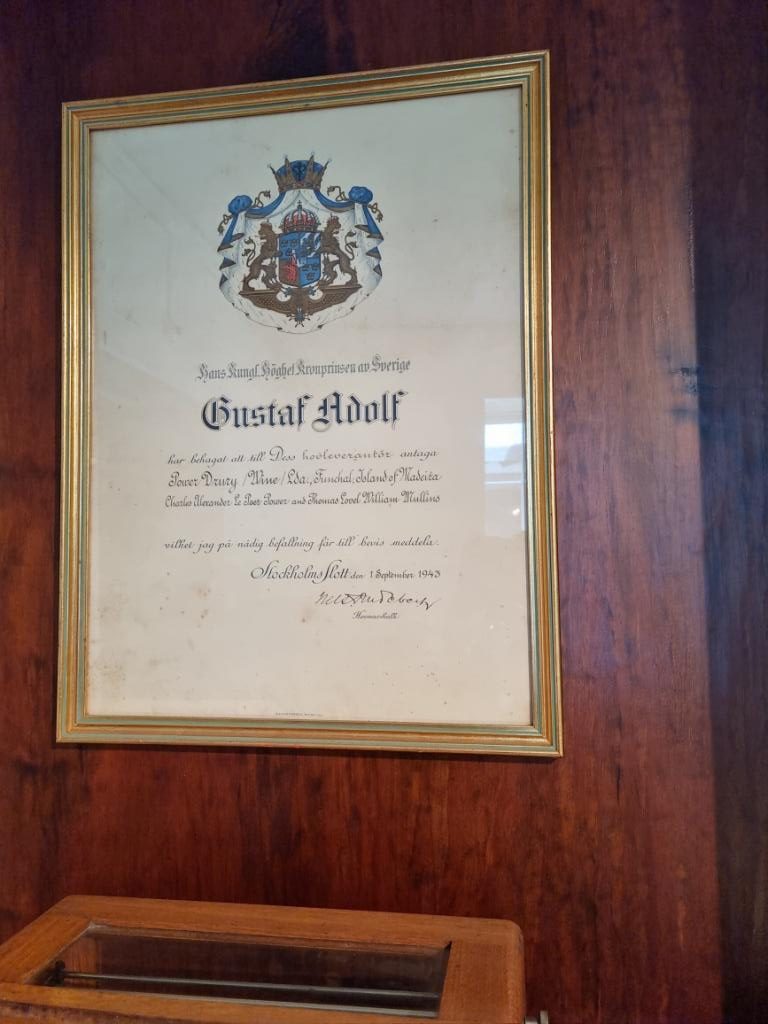 Hans Kungl. Höghet Kronprinsen av Sverige
Gustaf Adolf
har behagat att till Dess hovleverantör antaga
Power Drury /Wine/ Lda:, Funchal, Island of Madeira
Charles Alexander Le Poer Power and Thomas Lovel William Mullins
vilket jag på nådig befallning får till bevis meddela.
Stockholms Slott den 1 September 1943
Hovmarskalk